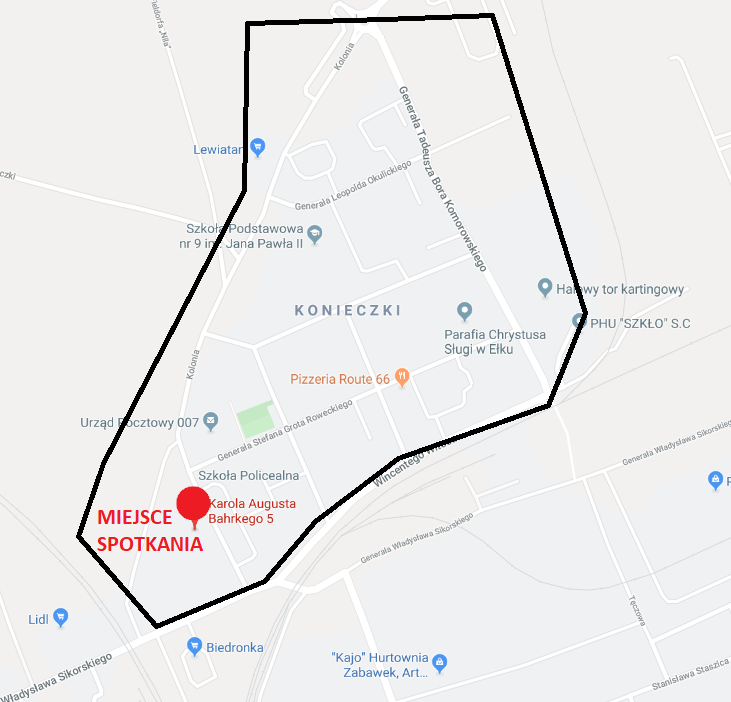 Kolonia
Generała Tadeusza Bora Komorowskiego
Lewiatan
Generała Leopolda Okulickiego
Szkoła Podstawowa
nr 9 im. Jana Pawła II
Halowy tor kartingowy
KONIECZKI
PHU "SZKŁO" S.C
Parafia Chrystusa
Sługi w Ełku
Kolonia
Pizzeria Route 66
Generała Stefana Grota Roweckiego
Urząd Pocztowy 007
Generała Władysława Sikorskiego
Wincentego
Szkoła Policealna
Karola Augusta
Bahrkego 5
MIEJSCE
SPOTKANIA
Generała Władysława Sikorskiego
Tęczowa
Lidl
Biedronka
"Kajo" Hurtownia
Zabawek, Art...
Władysława Sikorskiego
Stanisława Staszica